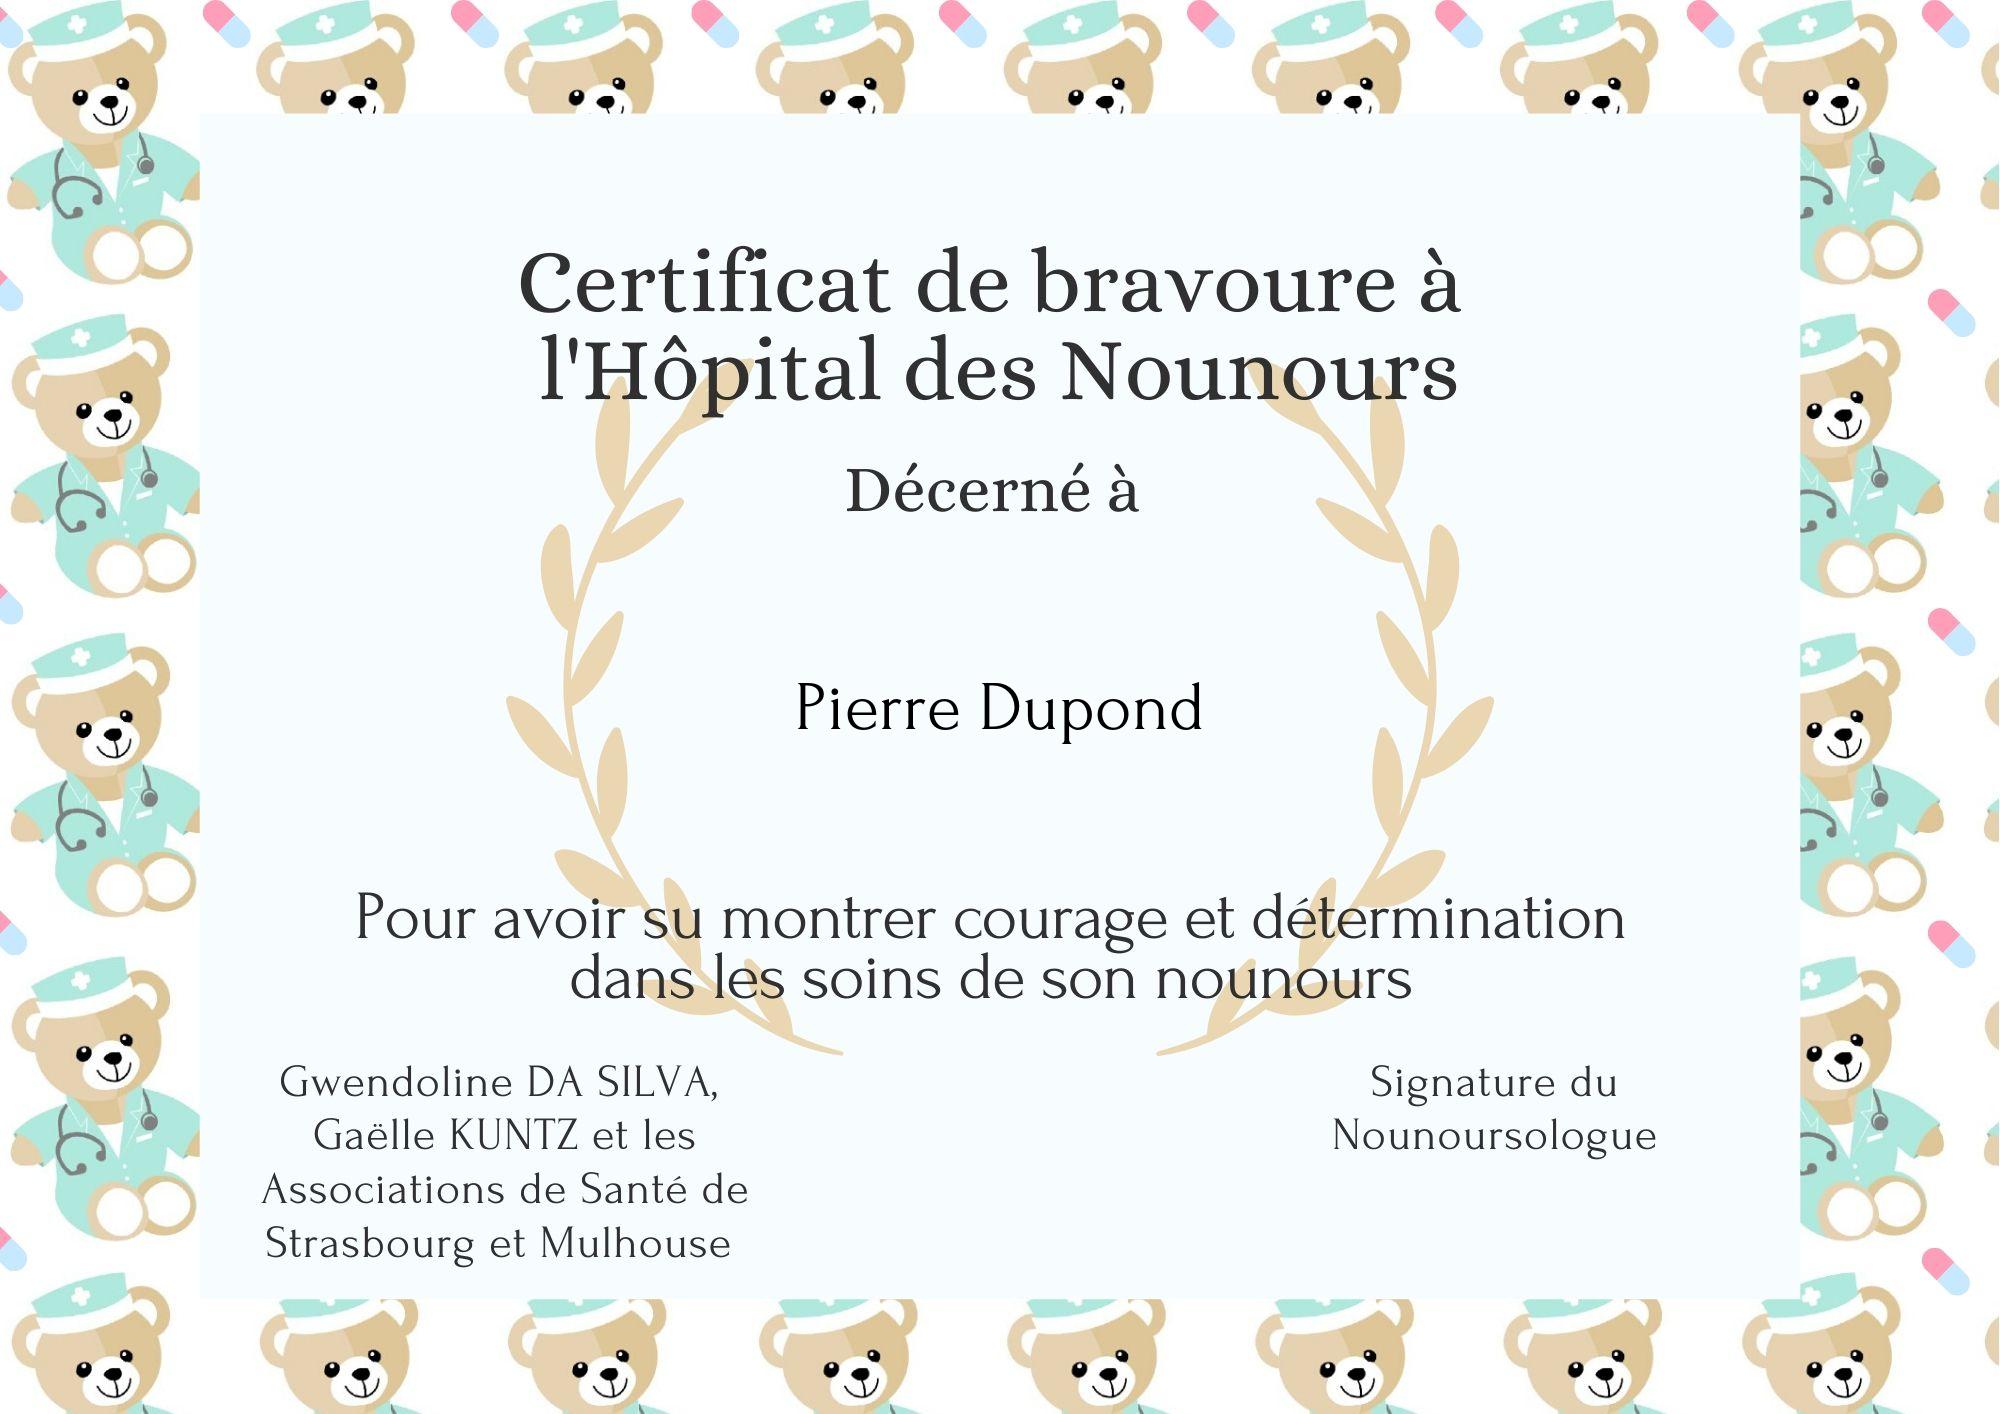 Certificat de bravoure à
l'Hôpital des Nounours
Décerné à
Pierre Dupond
Pour avoir su montrer courage et détermination
dans les soins de son nounours
Gwendoline DA SILVA,
Gaëlle KUNTZ et les
Associations de Santé de
Strasbourg et Mulhouse
Signature du
Nounoursologue